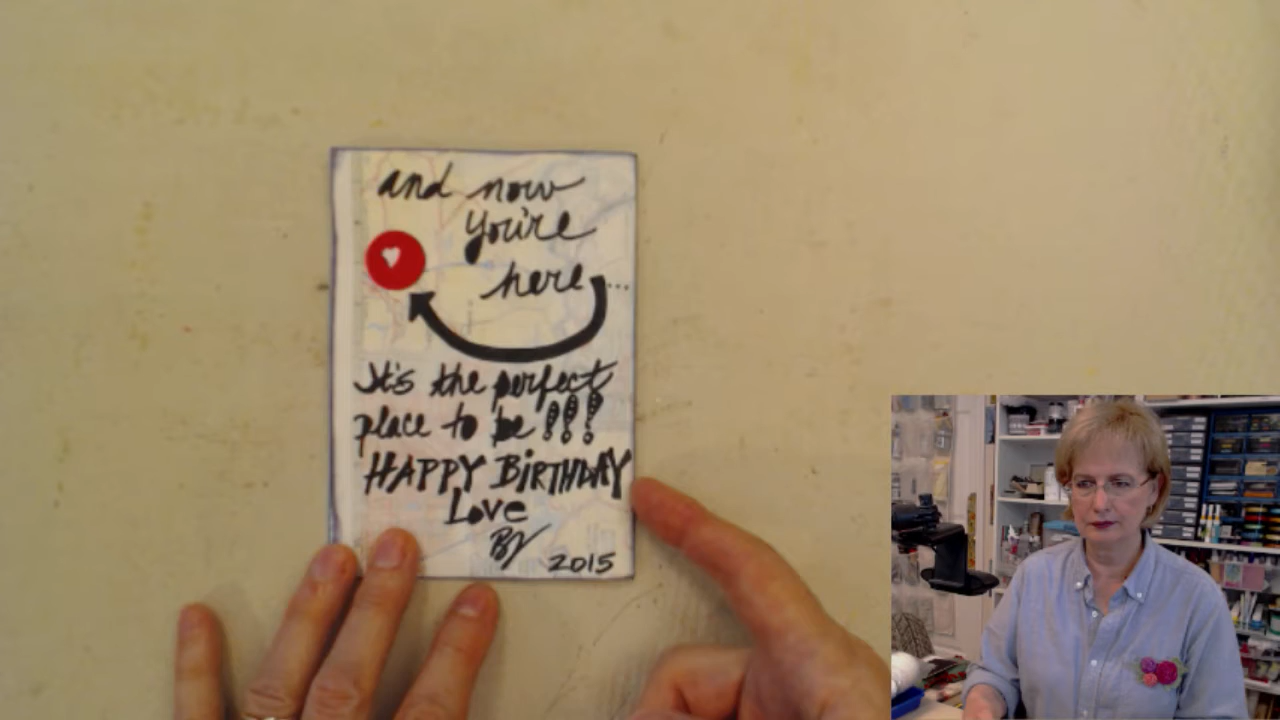 and now
You're
here...
It's the perfect
place to be !!!
HAPPY BiRTHDAY
Love
BJ
2015